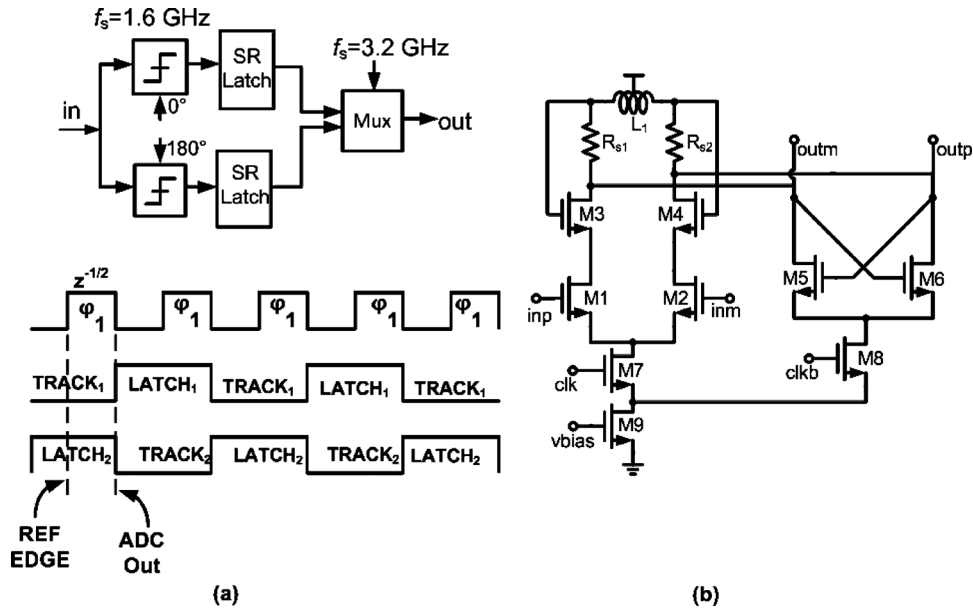 fs=1.6 GHz
SR
Latch
fs=3.2 GHz
in
0°
Mux
out
180°
SR
Latch
z-1/2
φ1 φ1 φ1 φ1 φ1
TRACK1 LATCH1 TRACK1 LATCH1 TRACK1
LATCH2 TRACK2 LATCH2 TRACK2 LATCH2
REF
EDGE
ADC
Out
(a)
L1
Rs1
Rs2
outm
outp
M3
M4
M5
M6
inp
M1
M2
inm
clk
M7
clkb
M8
vbias
M9
(b)